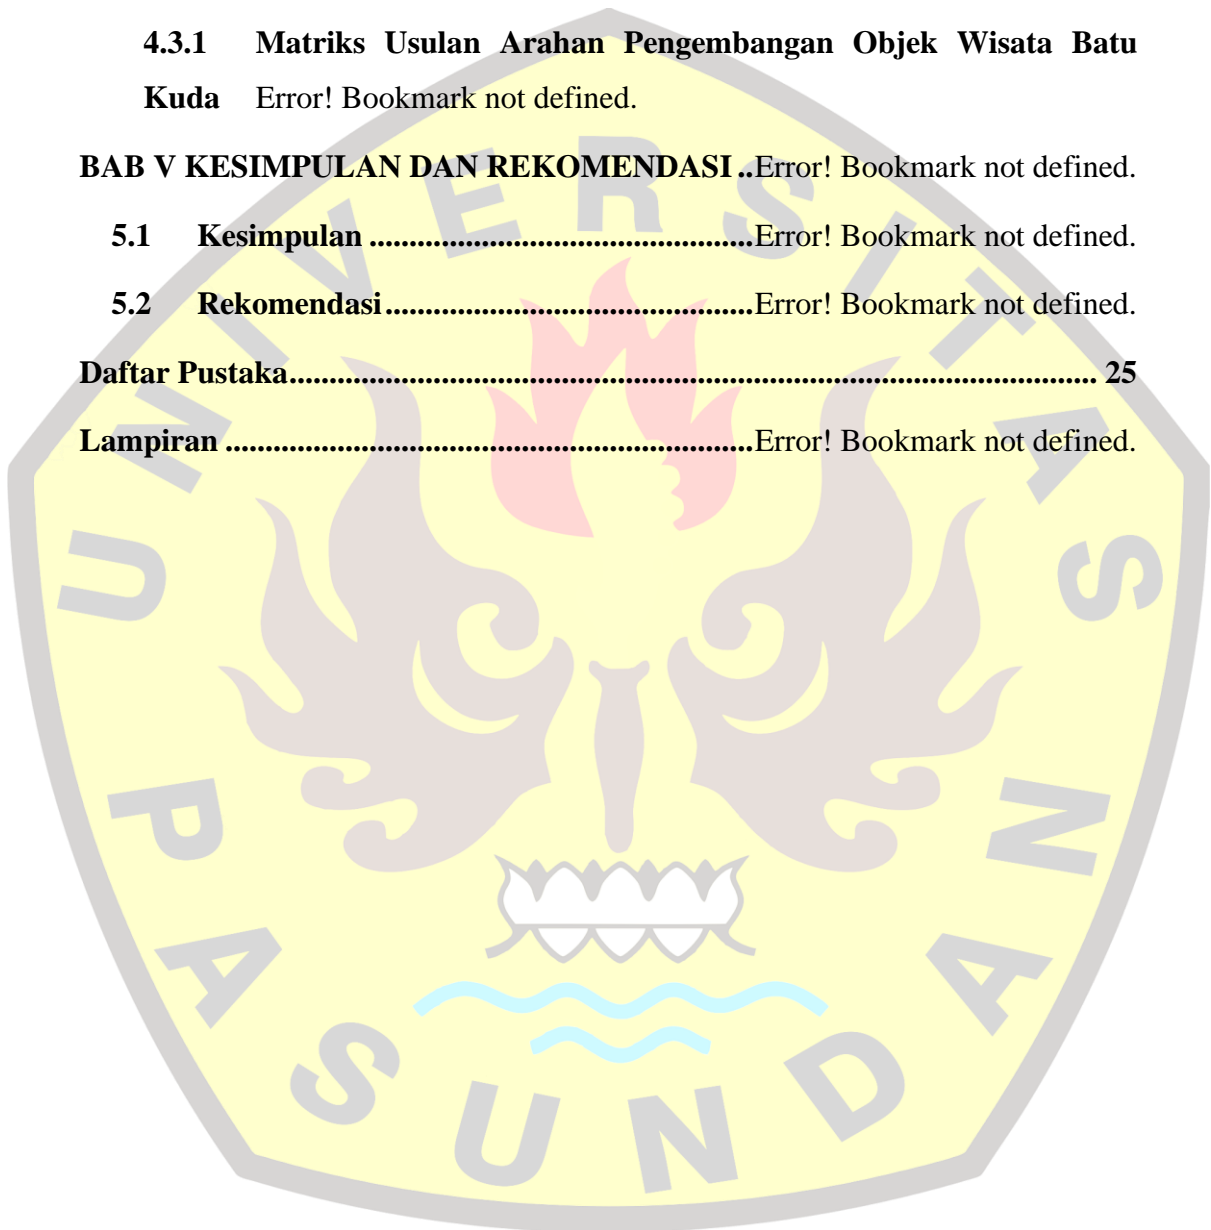 4.3.1 Matriks Usulan Arahan Pengembangan Objek Wisata Batu
Kuda Error! Bookmark not defined.
BAB V KESIMPULAN DAN REKOMENDASI ..Error! Bookmark not defined.
5.1 Kesimpulan ................................................Error! Bookmark not defined.
5.2 Rekomendasi..............................................Error! Bookmark not defined.
Daftar Pustaka...................................................................................................... 25
Lampiran ..................................................................Error! Bookmark not defined.
UNIVERSITAS
PASUNDAN